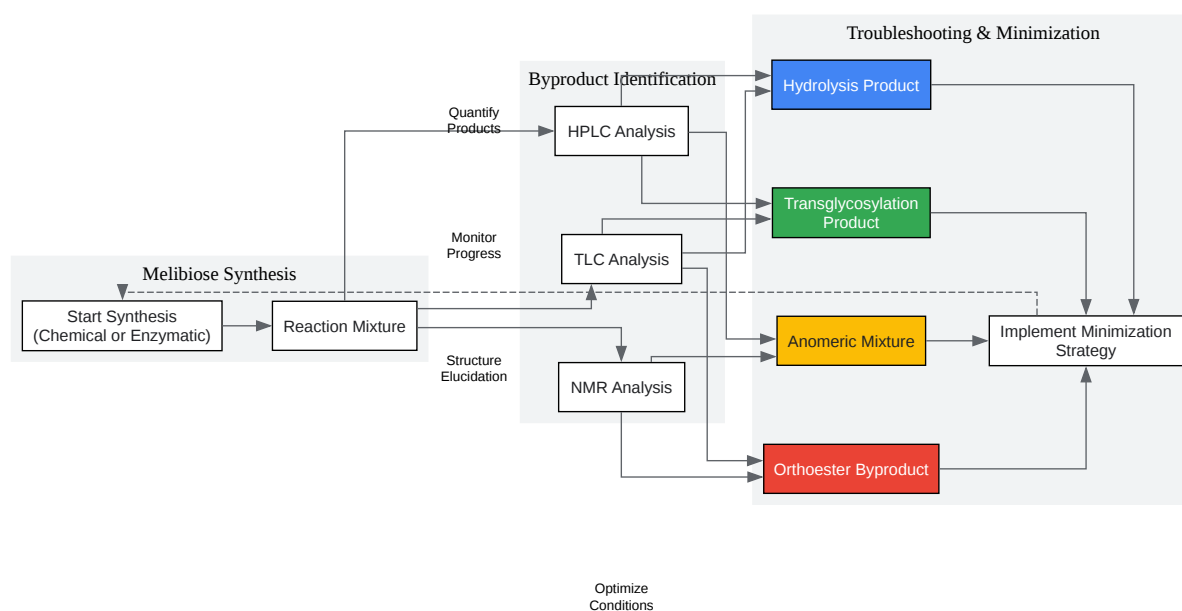 Troubleshooting & Minimization
Byproduct Identification
Hydrolysis Product
Quantify
Products
HPLC Analysis
Transglycosylation
Product
Monitor
Progress
TLC Analysis
Melibiose Synthesis
Start Synthesis
(Chemical or Enzymatic)
Reaction Mixture
Anomeric Mixture
Implement Minimization
Strategy
Structure
Elucidation
NMR Analysis
Orthoester Byproduct
Optimize
Conditions